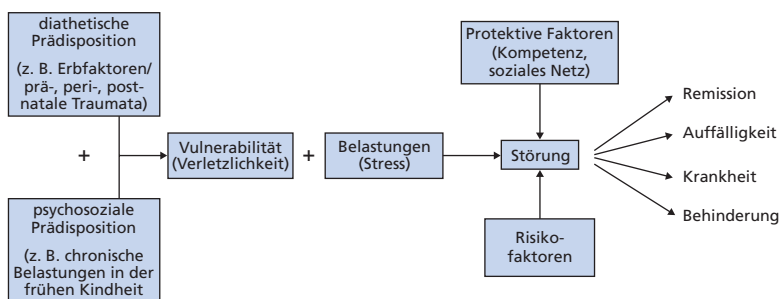 diathetische
Prädisposition
(z. B. Erbfaktoren/
prä-, peri-, post-
natale Traumata)
+
psychosoziale
Prädisposition
(z. B. chronische
Belastungen in der
frühen Kindheit
Vulnerabilität
(Verletzlichkeit)
+
Belastungen
(Stress)
Protektive Faktoren
(Kompetenz,
soziales Netz)
Störung
Risiko-
faktoren
Remission
Auffälligkeit
Krankheit
Behinderung